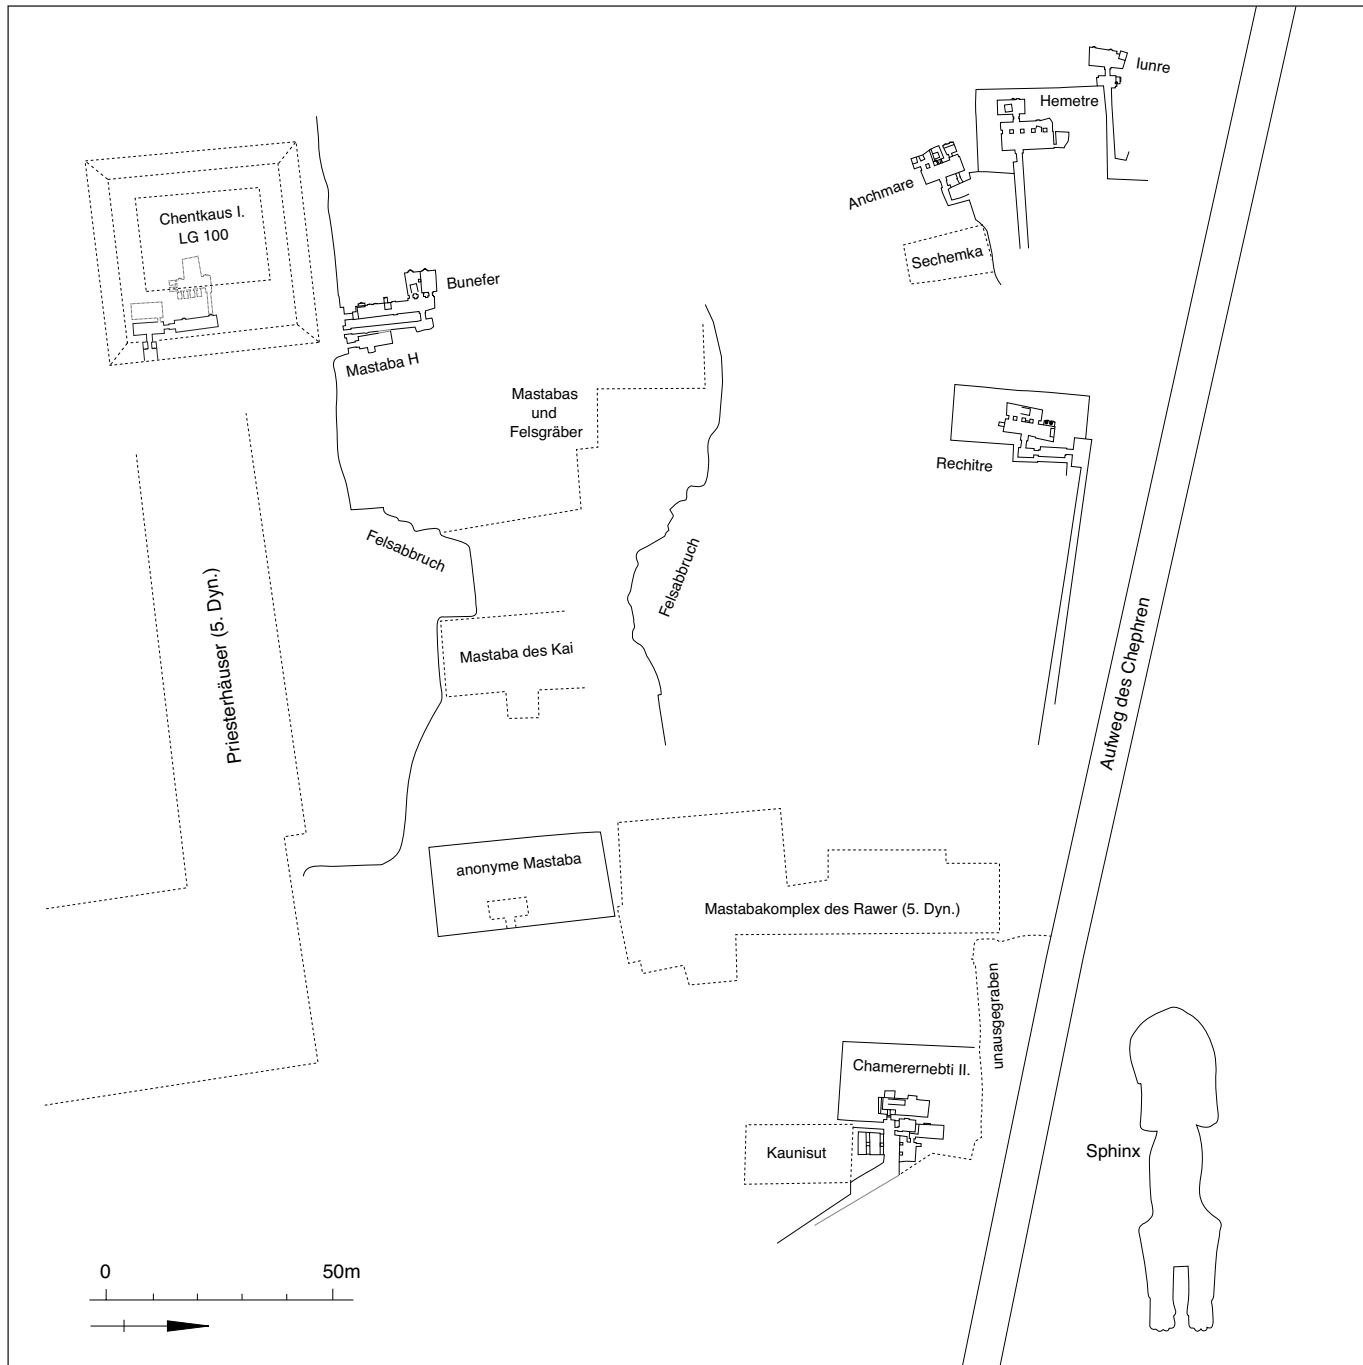 Iunre
Hemetre
Anchmare
Sechemka
Chentkaus I.
LG 100
Bunefer
Mastaba H
Mastabas
und
Felsgräber
Rechitre
Felsabbruch
Felsabbruch
Priesterhäuser (5. Dyn.)
Mastaba des Kai
Aufweg des Chephren
anonyme Mastaba
Mastabakomplex des Rawer (5. Dyn.)
unausgegraben
Chamerernebti II.
Kaunisut
Sphinx
0 50m